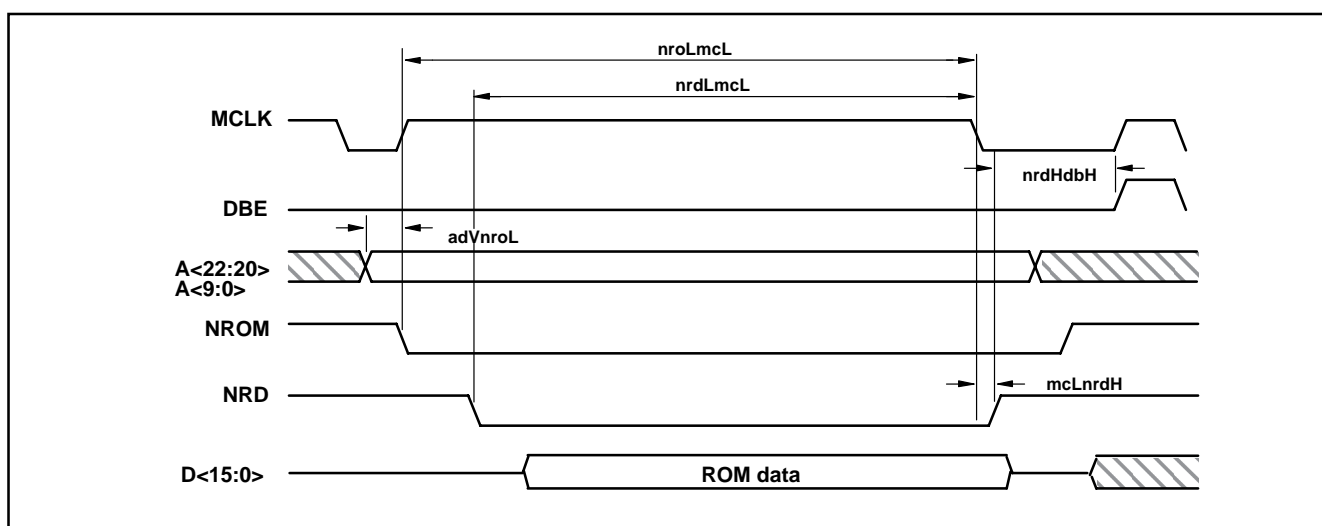 nroLmcL
nrdLmcL
MCLK
nrdHdbH
DBE
adVnroL
A<22:20>
A<9:0>
NROM
mcLnrdH
NRD
D<15:0>
ROM data